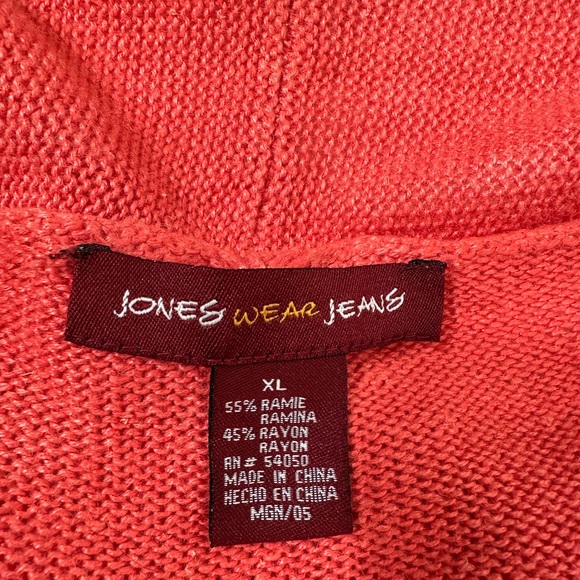 JONES WEAR JEANS
XL
55% RAMIE
RAMINA
45% RAYON
RAYON
RN# 54050
MADE IN CHINA
HECHO EN CHINA
MGN/05